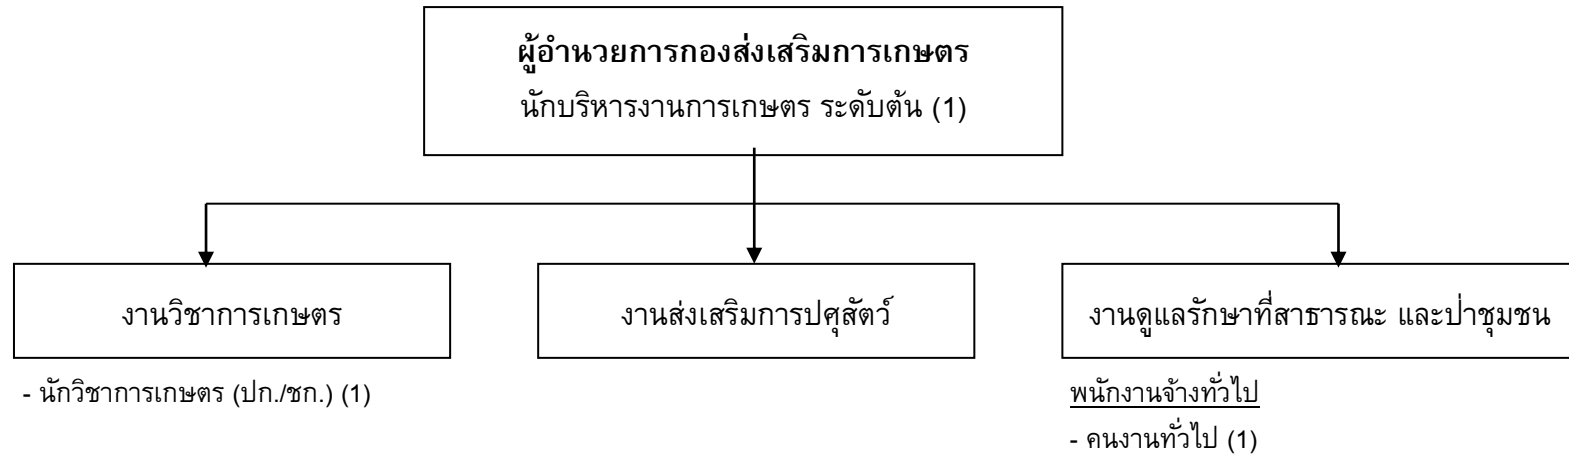 ผู้อำนวยการกองส่งเสริมการเกษตร
นักบริหารงานการเกษตร ระดับต้น (1)
งานวิชาการเกษตร
งานส่งเสริมการปศุสัตว์
งานดูแลรักษาที่สาธารณะ และป่าชุมชน
- นักวิชาการเกษตร (ปก./ชก.) (1)
พนักงานจ้างทั่วไป
- คนงานทั่วไป (1)